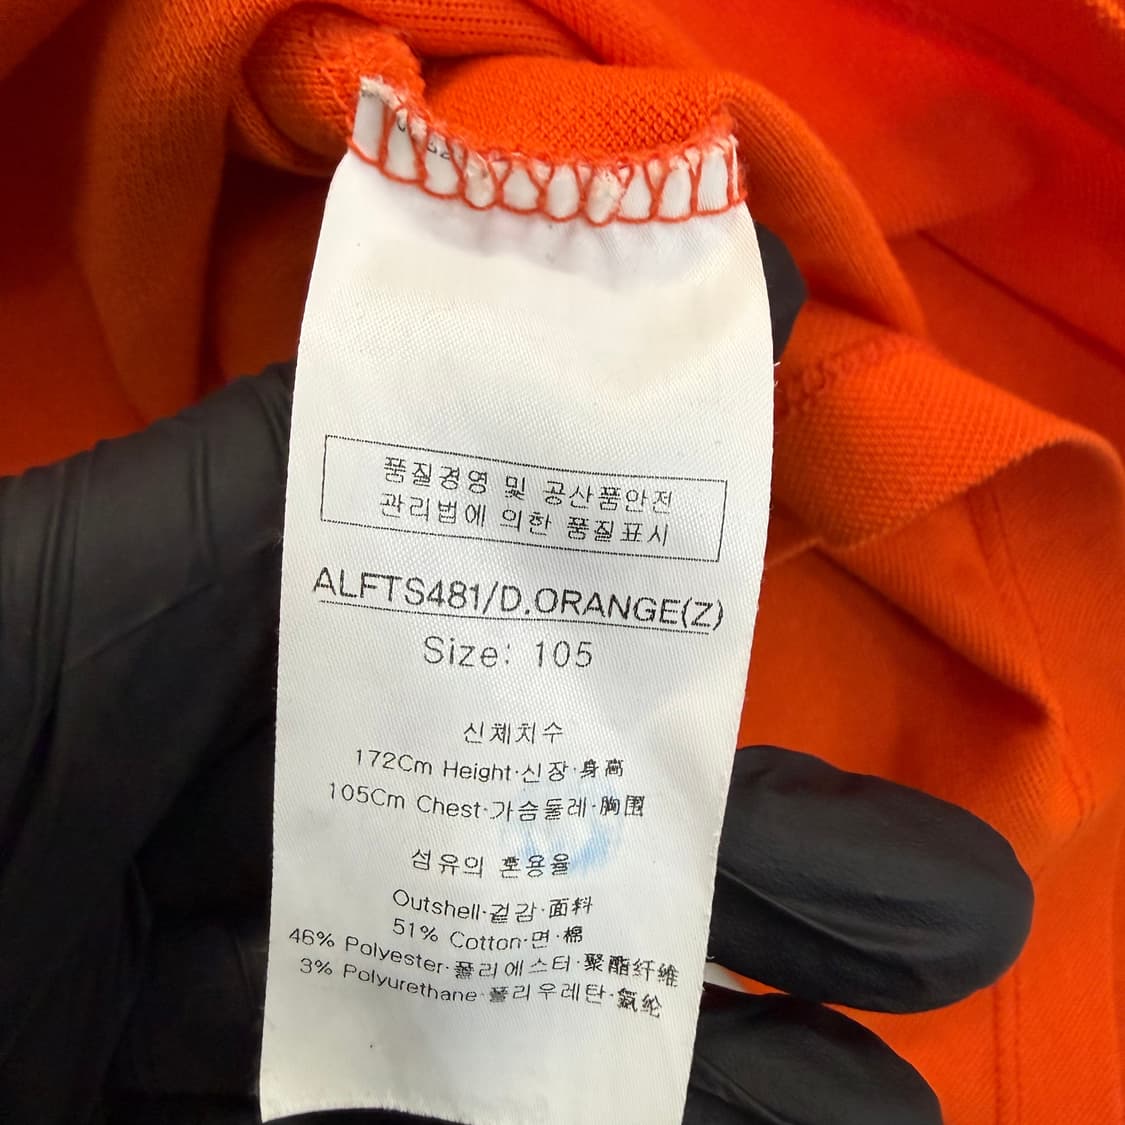 품질경영 및 공산품안전
관리법에 의한 품질표시
ALFTS481/D.ORANGE(Z)
Size: 105
신체치수
172Cm Height·신장·身高
105Cm Chest·가슴둘레·胸围
섬유의 혼용율
Outshell·겉감·面料
51% Cotton·면·棉
46% Polyester·폴리에스터·聚酯纤维
3% Polyurethane·폴리우레탄·氨纶